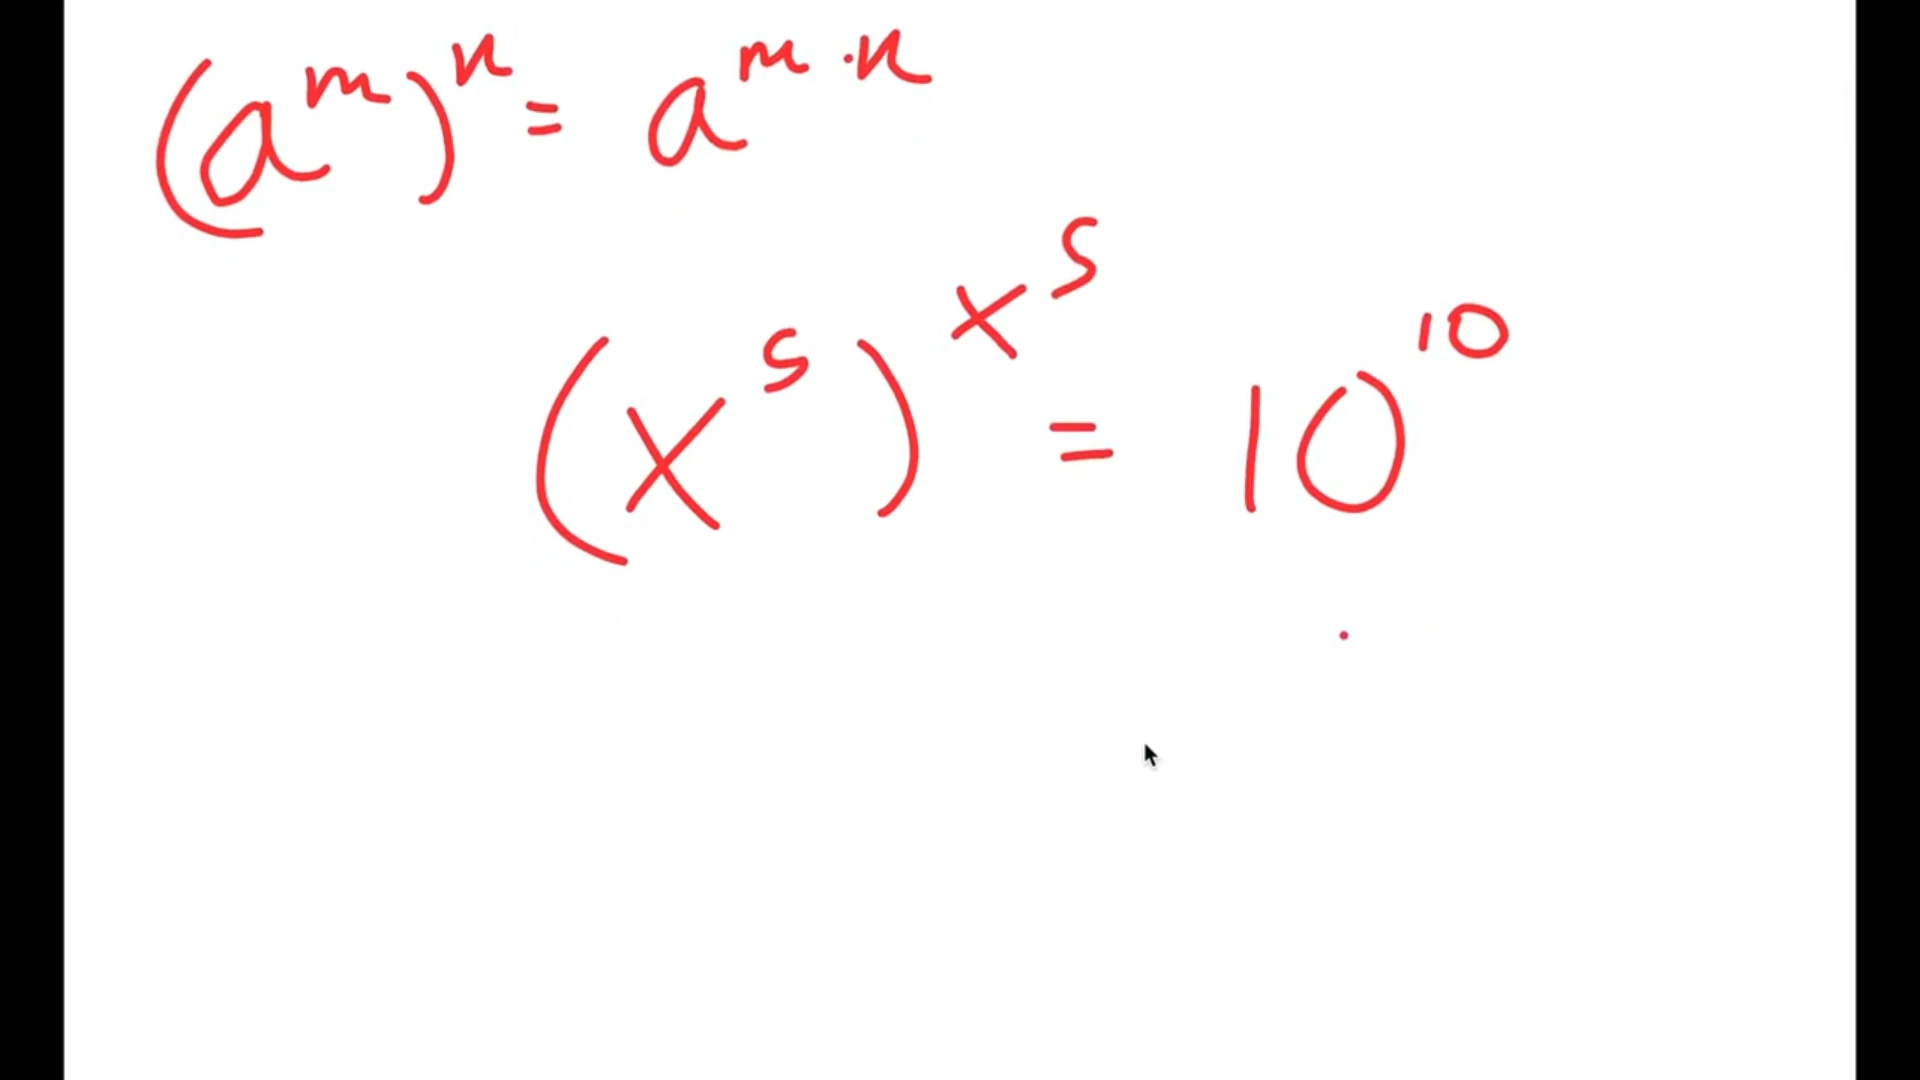 (a^m)^n = a^{m·n}
(x^5)^{x^5} = 10^{10}